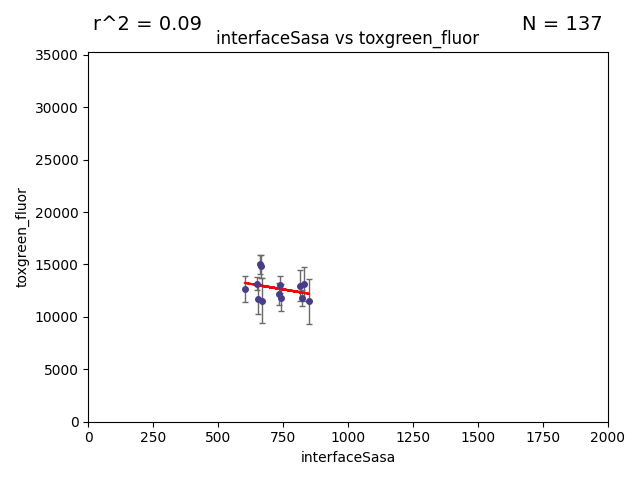 r^2 = 0.09
N = 137
interfaceSasa vs toxgreen_fluor
35000
30000
25000
20000
15000
10000
5000
0
toxgreen_fluor
0 250 500 750 1000 1250 1500 1750 2000
interfaceSasa